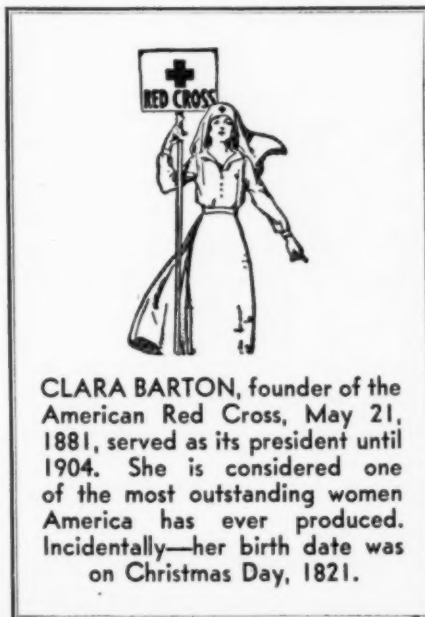 RED CROSS
CLARA BARTON, founder of the
American Red Cross, May 21,
1881, served as its president until
1904. She is considered one
of the most outstanding women
America has ever produced.
Incidentally—her birth date was
on Christmas Day, 1821.